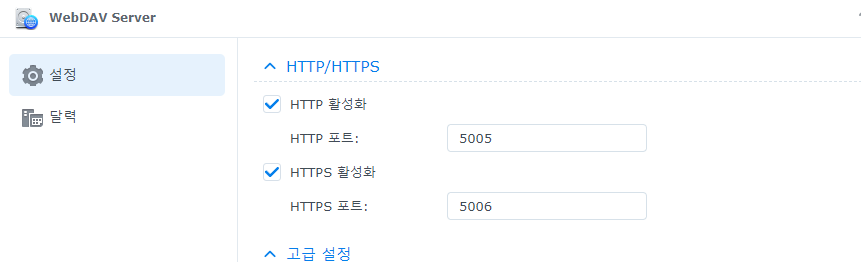 WebDAV Server
설정
달력
HTTP/HTTPS
HTTP 활성화
HTTP 포트: 5005
HTTPS 활성화
HTTPS 포트: 5006
고급 설정